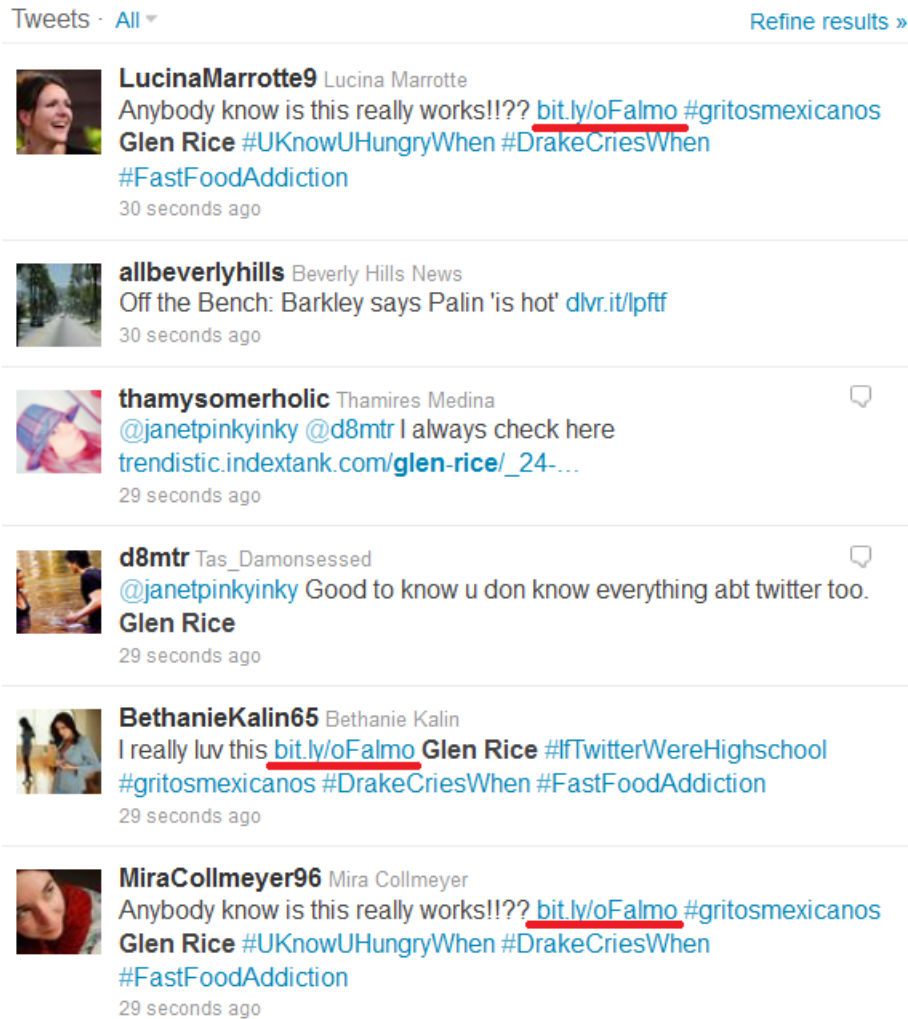 Tweets · All
Refine results »
LucinaMarrotte9 Lucina Marrotte
Anybody know is this really works!!?? bit.ly/oFaImo #gritosmexicanos
Glen Rice #UKnowUHungryWhen #DrakeCriesWhen
#FastFoodAddiction
30 seconds ago
allbeverlyhills Beverly Hills News
Off the Bench: Barkley says Palin 'is hot' dlvr.it/lpftf
30 seconds ago
thamysomerholic Thamires Medina
@janetpinkyinky @d8mtr I always check here
trendistic.indextank.com/glen-rice/_24-…
29 seconds ago
d8mtr Tas_Damonsessed
@janetpinkyinky Good to know u don know everything abt twitter too.
Glen Rice
29 seconds ago
BethanieKalin65 Bethanie Kalin
I really luv this bit.ly/oFaImo Glen Rice #IfTwitterWereHighschool
#gritosmexicanos #DrakeCriesWhen #FastFoodAddiction
29 seconds ago
MiraCollmeyer96 Mira Collmeyer
Anybody know is this really works!!?? bit.ly/oFaImo #gritosmexicanos
Glen Rice #UKnowUHungryWhen #DrakeCriesWhen
#FastFoodAddiction
29 seconds ago